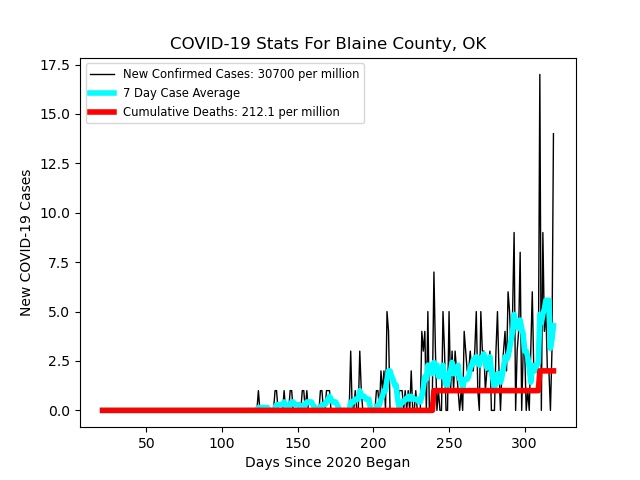 COVID-19 Stats For Blaine County, OK
17.5
15.0
12.5
10.0
7.5
5.0
2.5
0.0
New COVID-19 Cases
New Confirmed Cases: 30700 per million
7 Day Case Average
Cumulative Deaths: 212.1 per million
50 100 150 200 250 300
Days Since 2020 Began